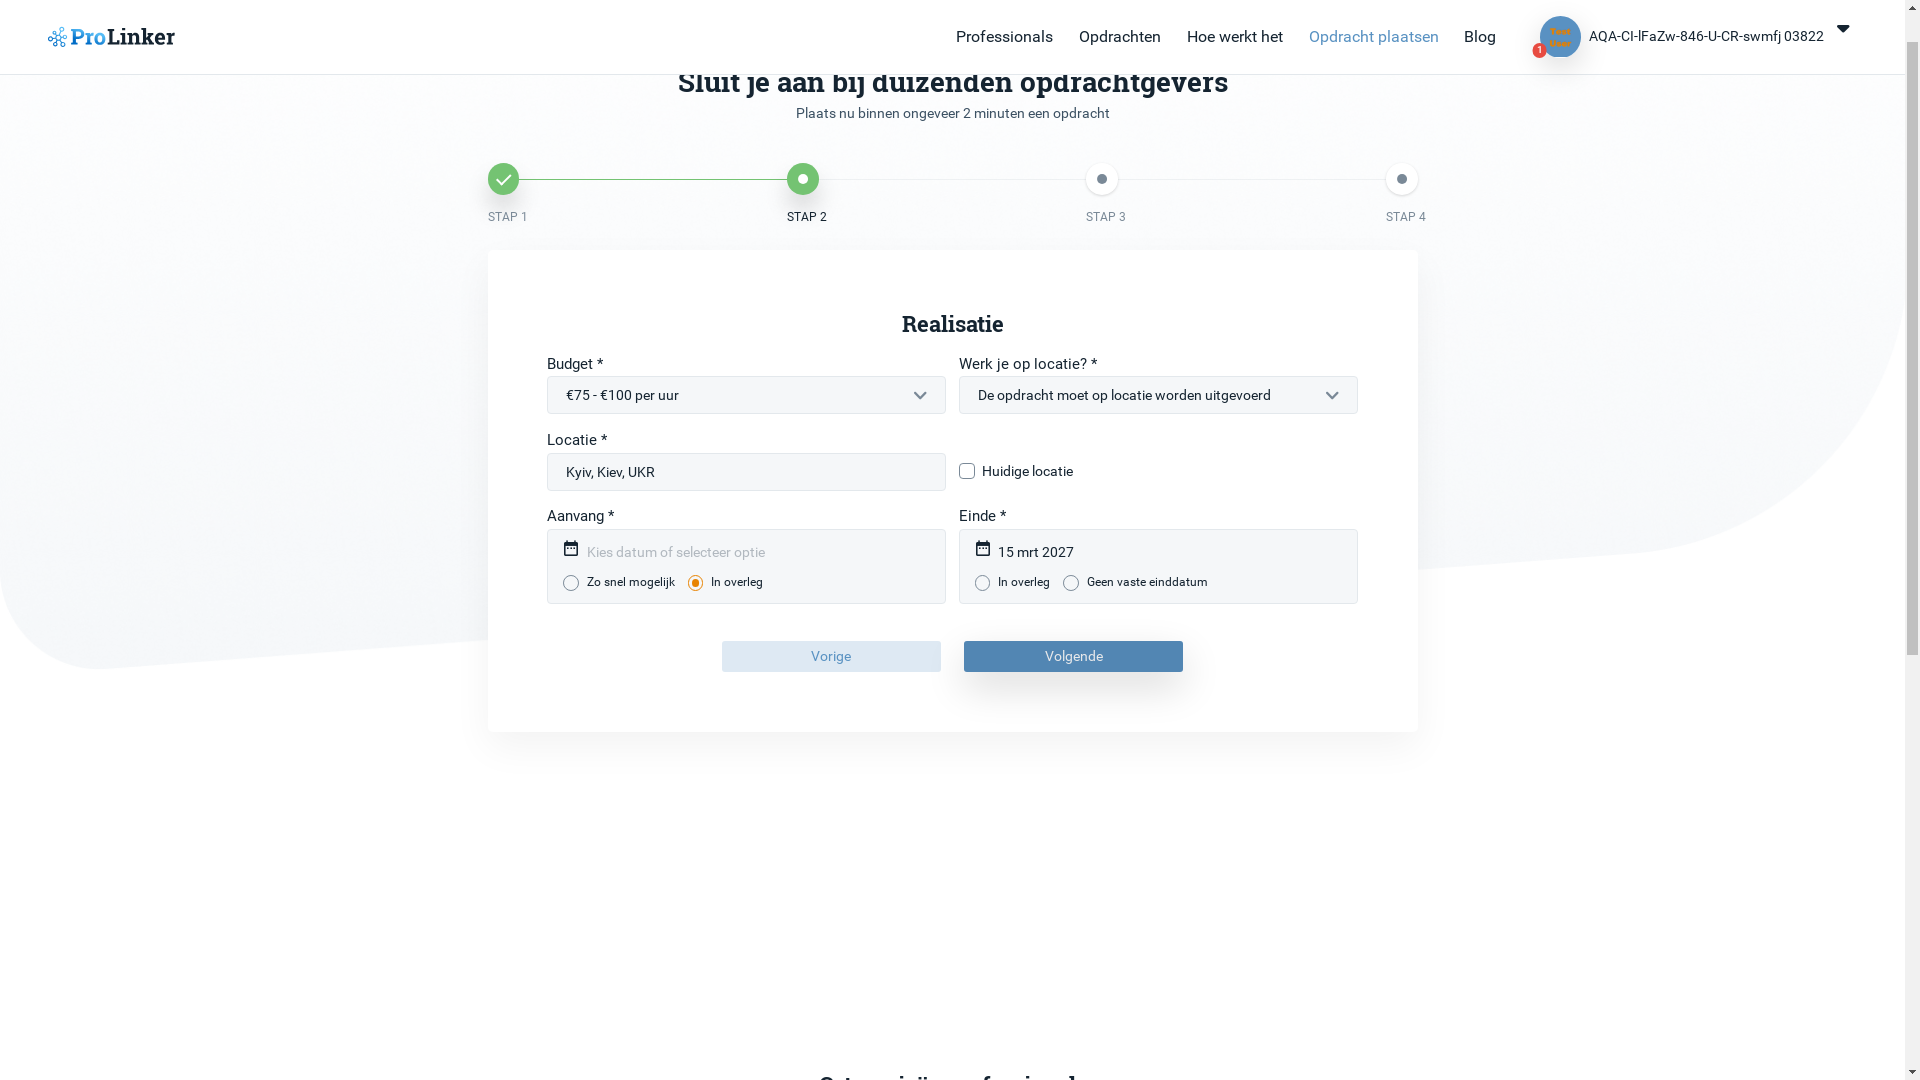 ProLinker
Professionals Opdrachten Hoe werkt het Opdracht plaatsen Blog
Test User
1
AQA-CI-lFaZw-846-U-CR-swmfj 03822
Sluit je aan bij duizenden opdrachtgevers
Plaats nu binnen ongeveer 2 minuten een opdracht
STAP 1 STAP 2 STAP 3 STAP 4
Realisatie
Budget * Werk je op locatie? *
€75 - €100 per uur De opdracht moet op locatie worden uitgevoerd
Locatie *
Kyiv, Kiev, UKR Huidige locatie
Aanvang * Einde *
Kies datum of selecteer optie 15 mrt 2027
Zo snel mogelijk In overleg In overleg Geen vaste einddatum
Vorige Volgende